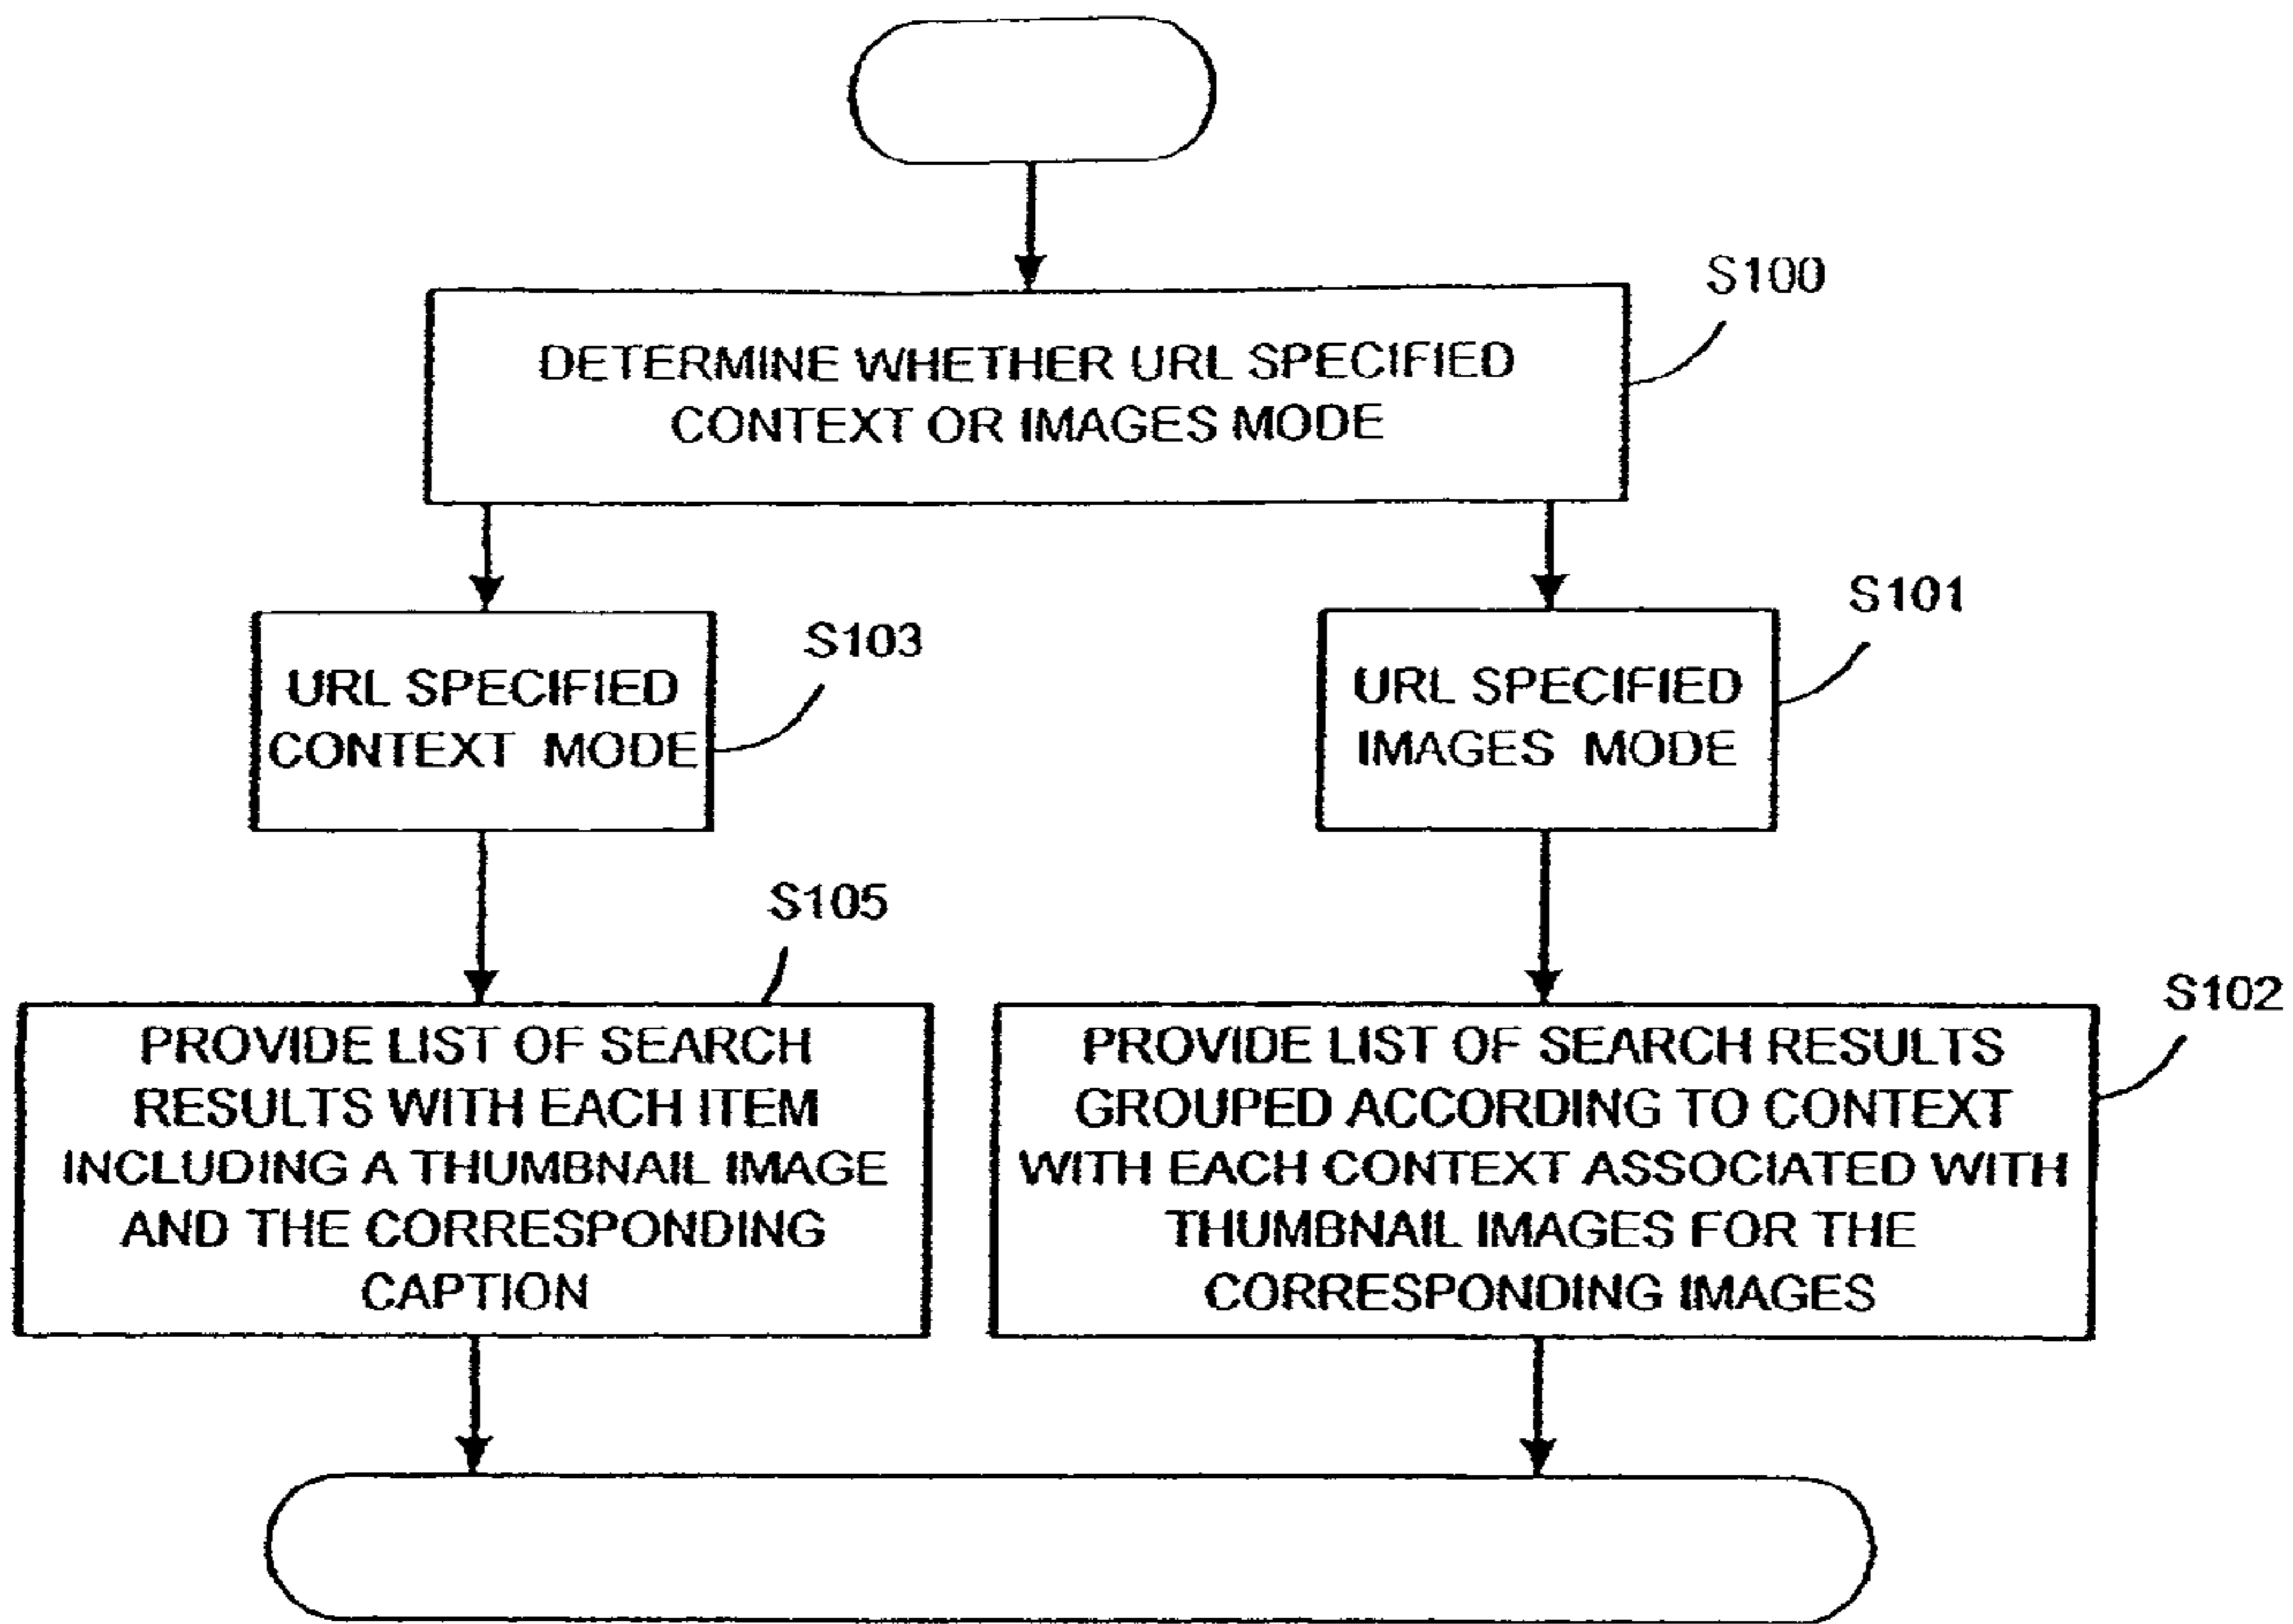 S100
DETERMINE WHETHER URL SPECIFIED
CONTEXT OR IMAGES MODE
S103
URL SPECIFIED
CONTEXT MODE
S101
URL SPECIFIED
IMAGES MODE
S105
PROVIDE LIST OF SEARCH
RESULTS WITH EACH ITEM
INCLUDING A THUMBNAIL IMAGE
AND THE CORRESPONDING
CAPTION
S102
PROVIDE LIST OF SEARCH RESULTS
GROUPED ACCORDING TO CONTEXT
WITH EACH CONTEXT ASSOCIATED WITH
THUMBNAIL IMAGES FOR THE
CORRESPONDING IMAGES